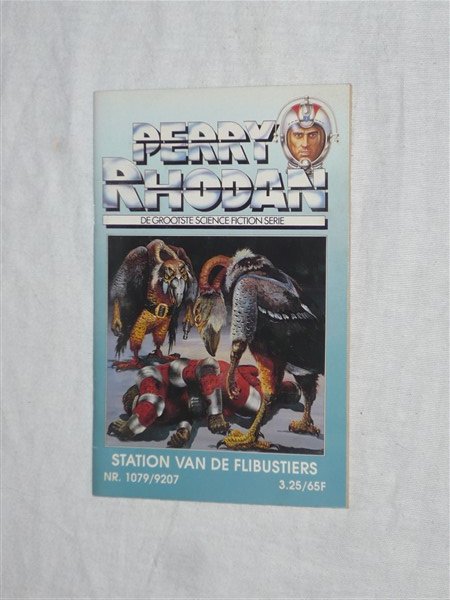 PERRY
RHODAN
DE GROOTSTE SCIENCE FICTION SERIE
STATION VAN DE FLIBUSTIERS
NR. 1079/9207
3.25/65F